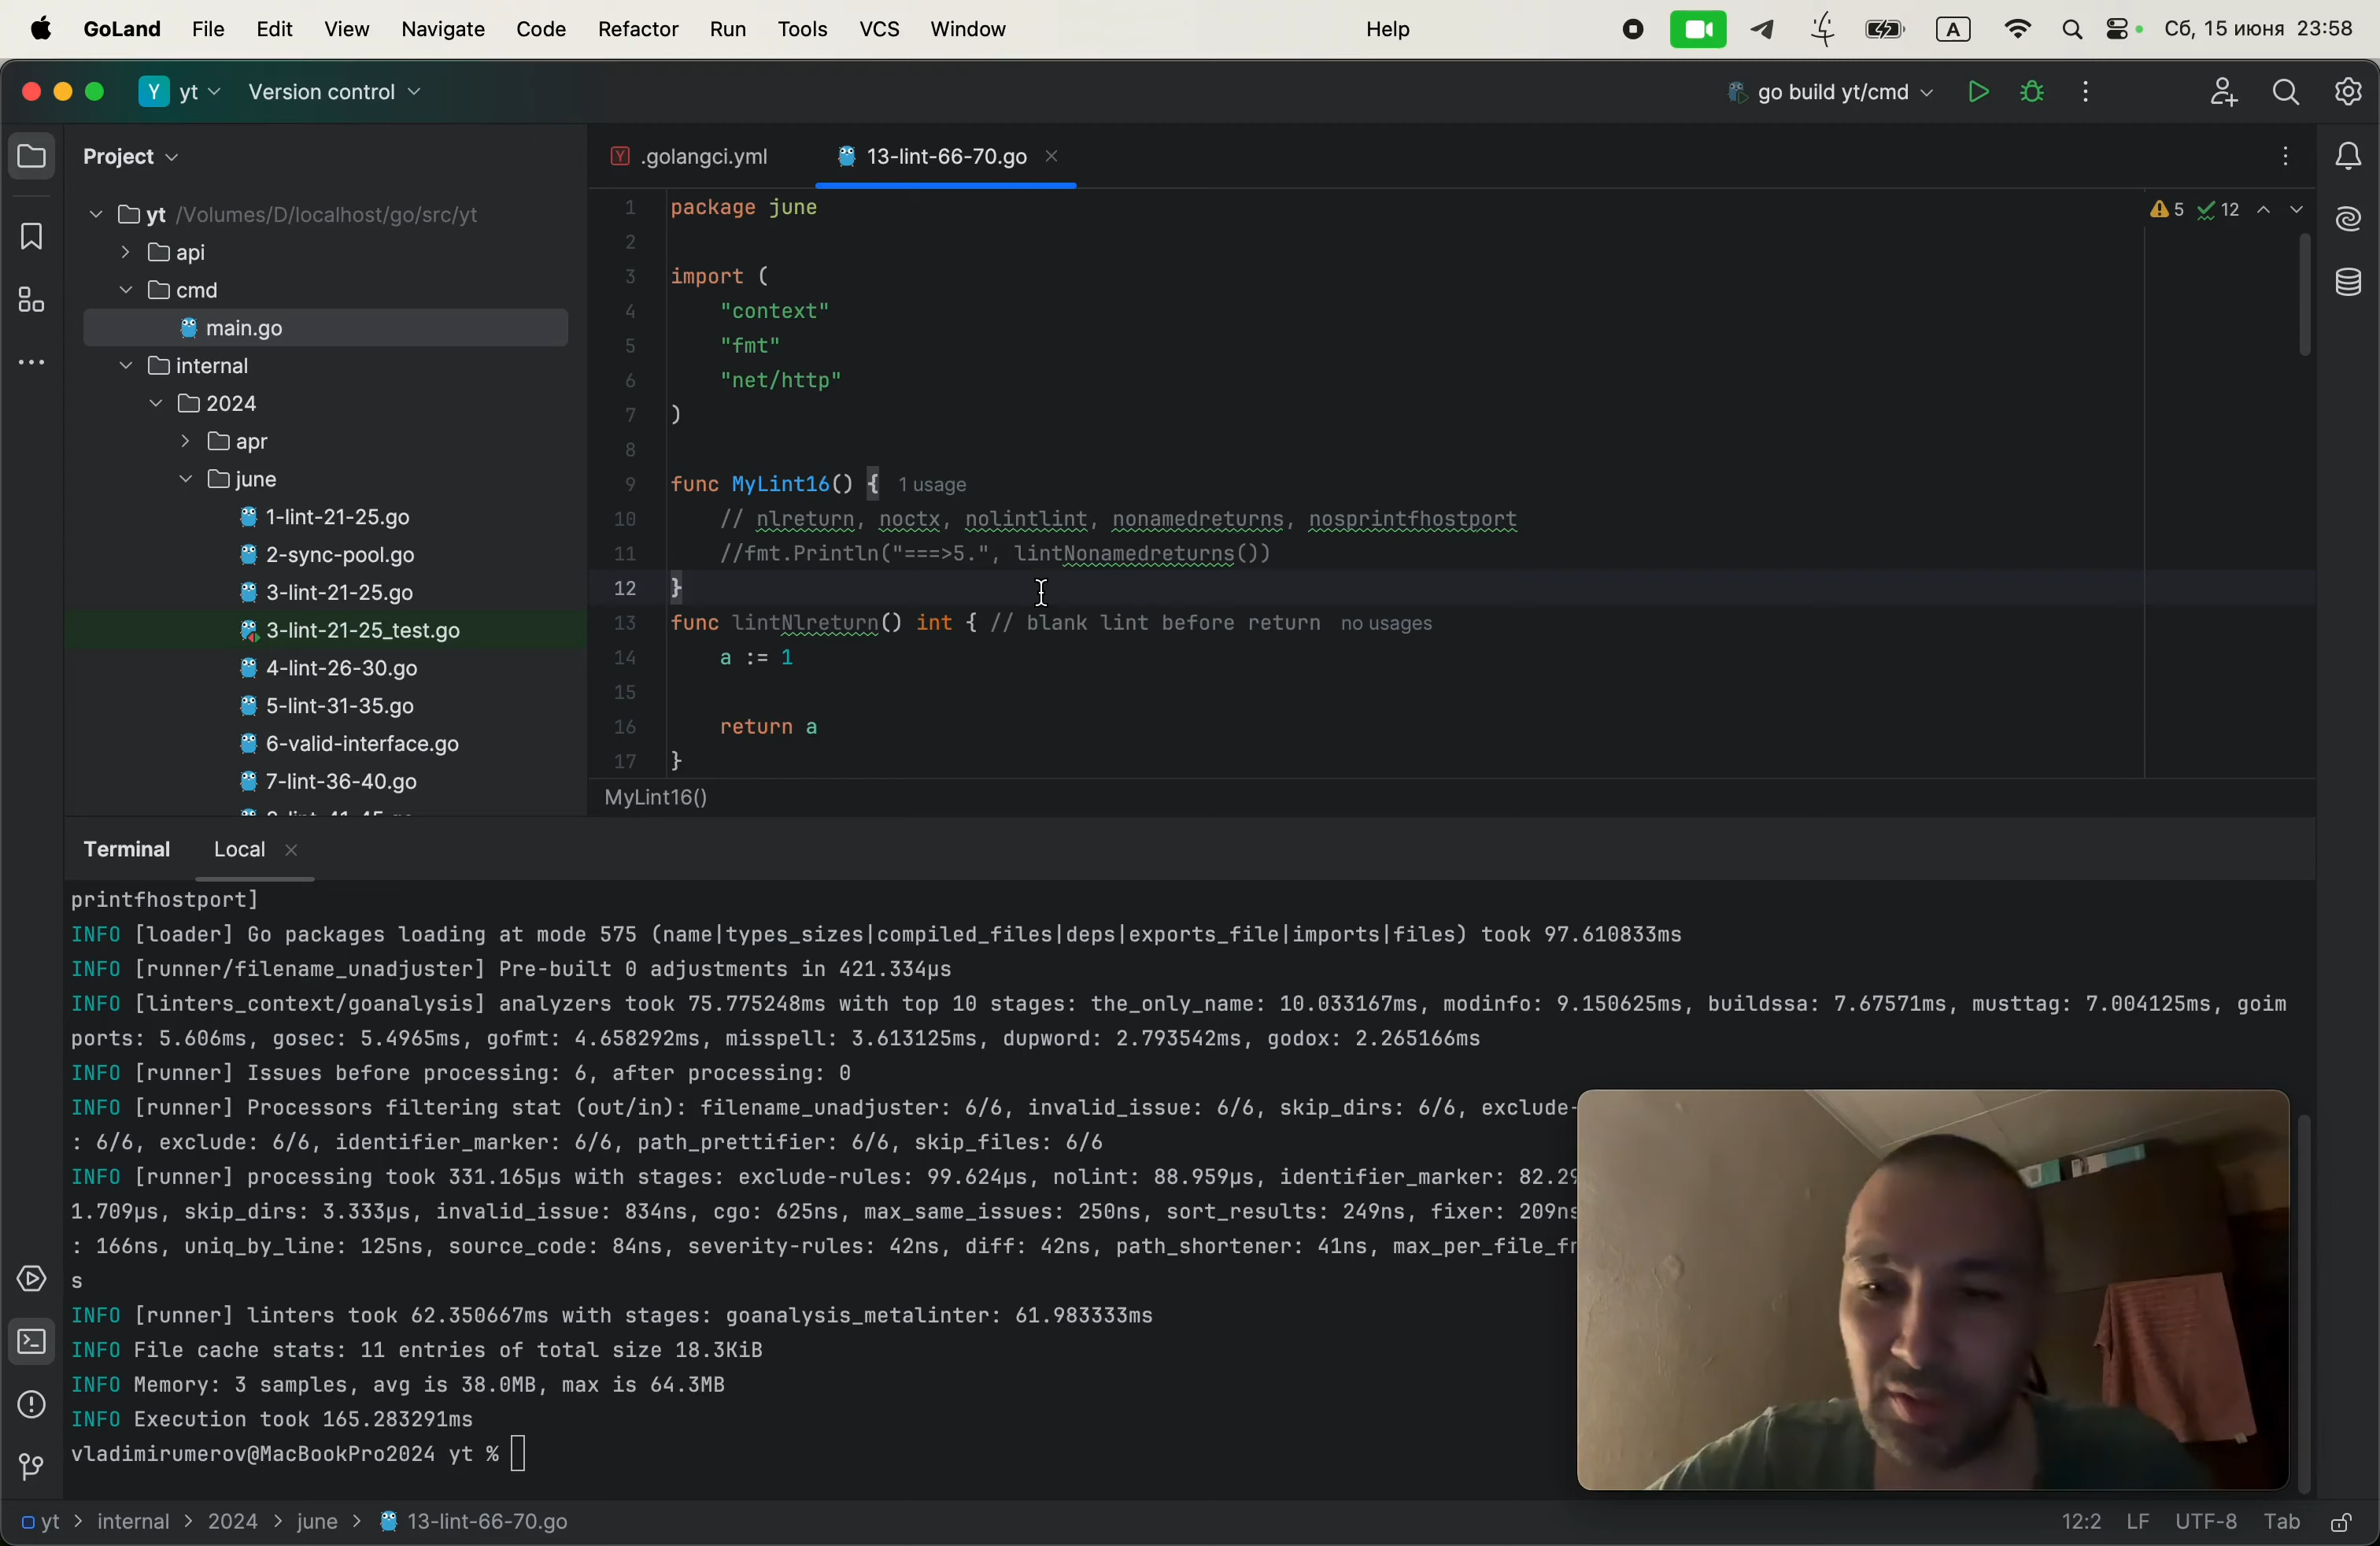 GoLand File Edit View Navigate Code Refactor Run Tools VCS Window Help A Сб, 15 июня 23:58
Y yt Version control go build yt/cmd
Project
.golangci.yml 13-lint-66-70.go
yt /Volumes/D/localhost/go/src/yt
api
cmd
main.go
internal
2024
apr
june
1-lint-21-25.go
2-sync-pool.go
3-lint-21-25.go
3-lint-21-25_test.go
4-lint-26-30.go
5-lint-31-35.go
6-valid-interface.go
7-lint-36-40.go
5 12
1 package june
2
3 import (
4 "context"
5 "fmt"
6 "net/http"
7 )
8
9 func MyLint16() { 1 usage
10 // nlreturn, noctx, nolintlint, nonamedreturns, nosprintfhostport
11 //fmt.Println("===>5.", lintNonamedreturns())
12 }
13 func lintNlreturn() int { // blank lint before return no usages
14 a := 1
15
16 return a
17 }
MyLint16()
Terminal Local
printfhostport]
INFO [loader] Go packages loading at mode 575 (name|types_sizes|compiled_files|deps|exports_file|imports|files) took 97.610833ms
INFO [runner/filename_unadjuster] Pre-built 0 adjustments in 421.334µs
INFO [linters_context/goanalysis] analyzers took 75.775248ms with top 10 stages: the_only_name: 10.033167ms, modinfo: 9.150625ms, buildssa: 7.67571ms, musttag: 7.004125ms, goim
ports: 5.606ms, gosec: 5.4965ms, gofmt: 4.658292ms, misspell: 3.613125ms, dupword: 2.793542ms, godox: 2.265166ms
INFO [runner] Issues before processing: 6, after processing: 0
INFO [runner] Processors filtering stat (out/in): filename_unadjuster: 6/6, invalid_issue: 6/6, skip_dirs: 6/6, exclude-
: 6/6, exclude: 6/6, identifier_marker: 6/6, path_prettifier: 6/6, skip_files: 6/6
INFO [runner] processing took 331.165µs with stages: exclude-rules: 99.624µs, nolint: 88.959µs, identifier_marker: 82.29
1.709µs, skip_dirs: 3.333µs, invalid_issue: 834ns, cgo: 625ns, max_same_issues: 250ns, sort_results: 249ns, fixer: 209ns
: 166ns, uniq_by_line: 125ns, source_code: 84ns, severity-rules: 42ns, diff: 42ns, path_shortener: 41ns, max_per_file_fr
s
INFO [runner] linters took 62.350667ms with stages: goanalysis_metalinter: 61.983333ms
INFO File cache stats: 11 entries of total size 18.3KiB
INFO Memory: 3 samples, avg is 38.0MB, max is 64.3MB
INFO Execution took 165.283291ms
vladimirumerov@MacBookPro2024 yt %
yt > internal > 2024 > june > 13-lint-66-70.go 12:2 LF UTF-8 Tab